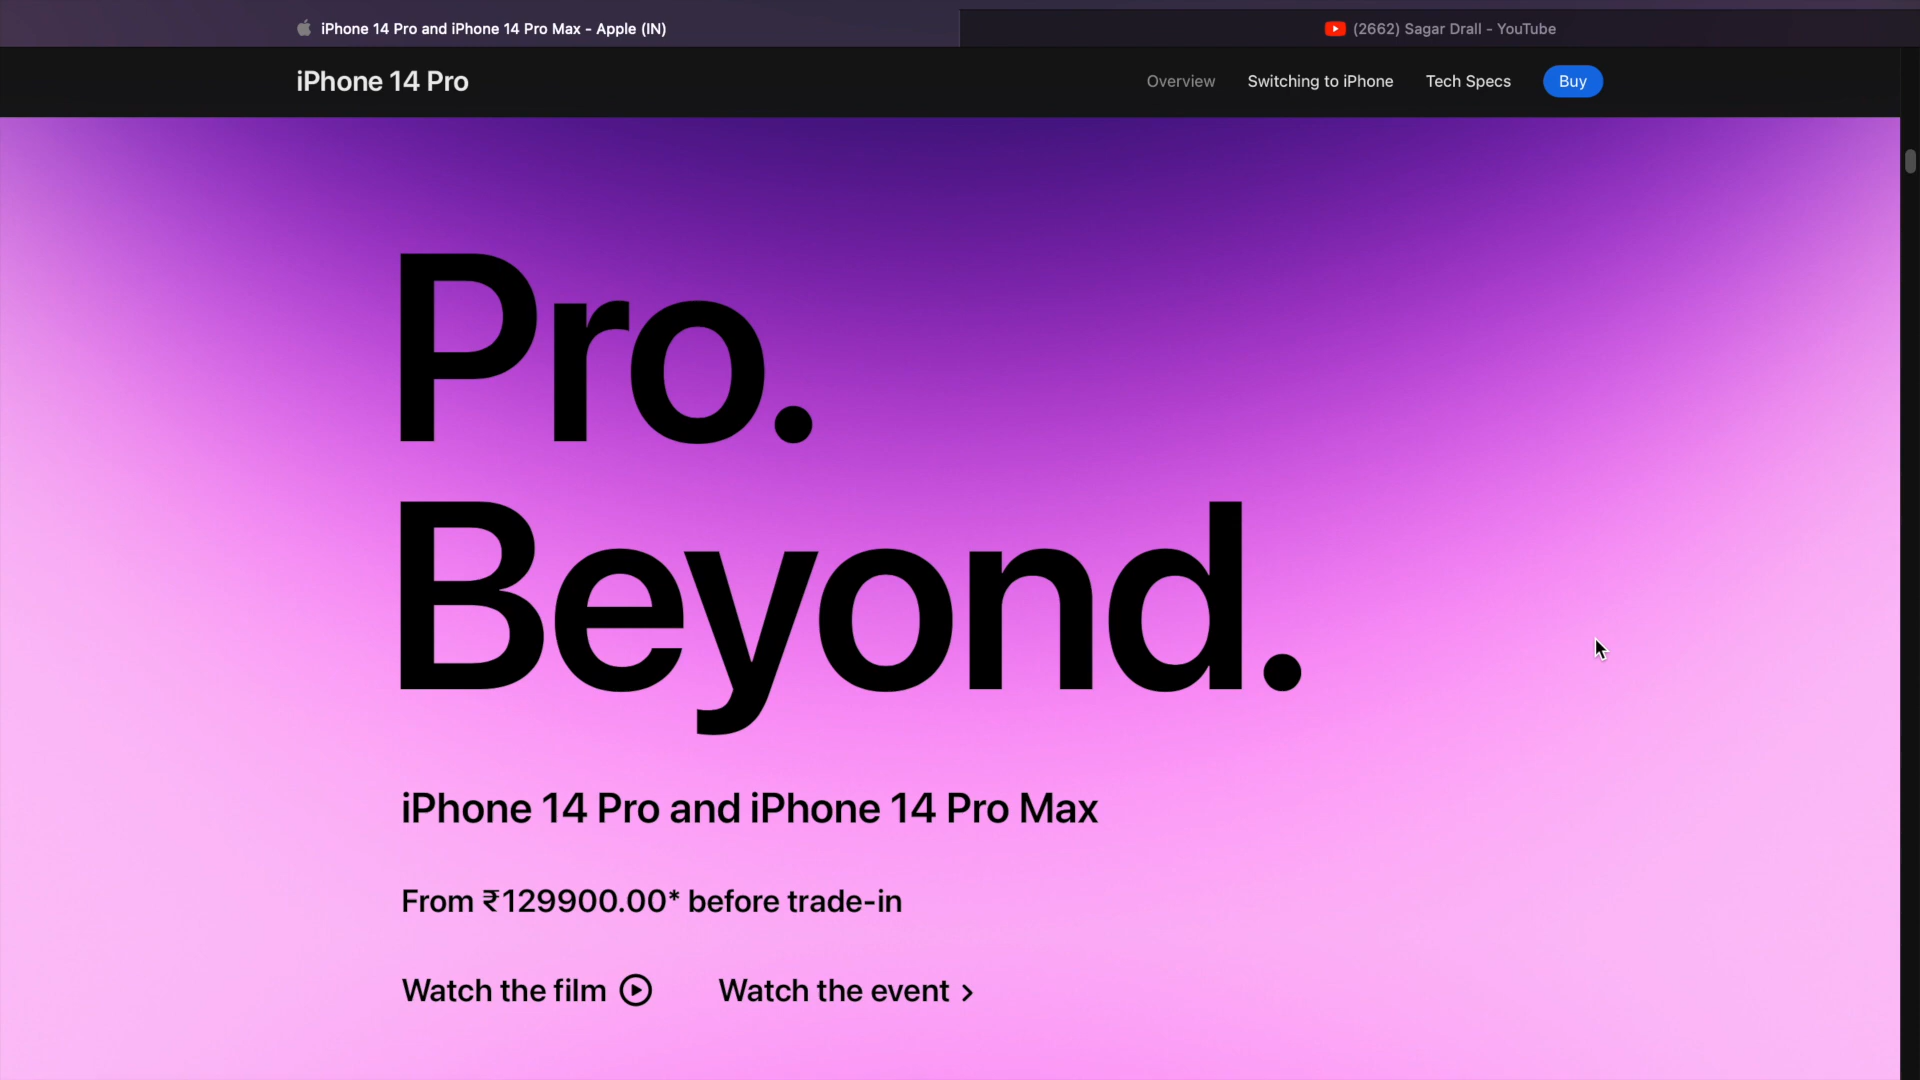 iPhone 14 Pro and iPhone 14 Pro Max - Apple (IN)
(2662) Sagar Drall - YouTube
iPhone 14 Pro
Overview
Switching to iPhone
Tech Specs
Buy
Pro.
Beyond.
iPhone 14 Pro and iPhone 14 Pro Max
From ₹129900.00* before trade-in
Watch the film
Watch the event >